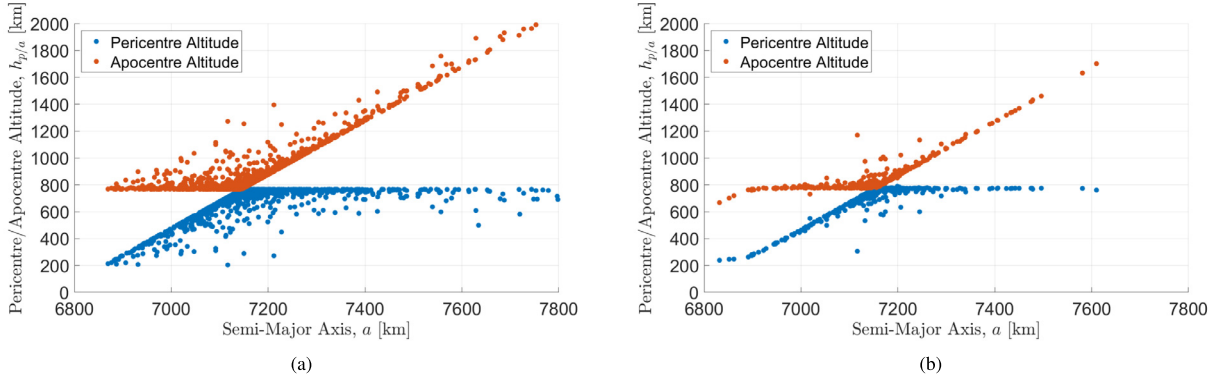 Pericentre/Apocentre Altitude, h_{p/a} [km]
2000
1800
1600
1400
1200
1000
800
600
400
200
0
Pericentre Altitude
Apocentre Altitude
6800 7000 7200 7400 7600 7800
Semi-Major Axis, a [km]
(a)
Pericentre/Apocentre Altitude, h_{p/a} [km]
2000
1800
1600
1400
1200
1000
800
600
400
200
0
Pericentre Altitude
Apocentre Altitude
6800 7000 7200 7400 7600 7800
Semi-Major Axis, a [km]
(b)